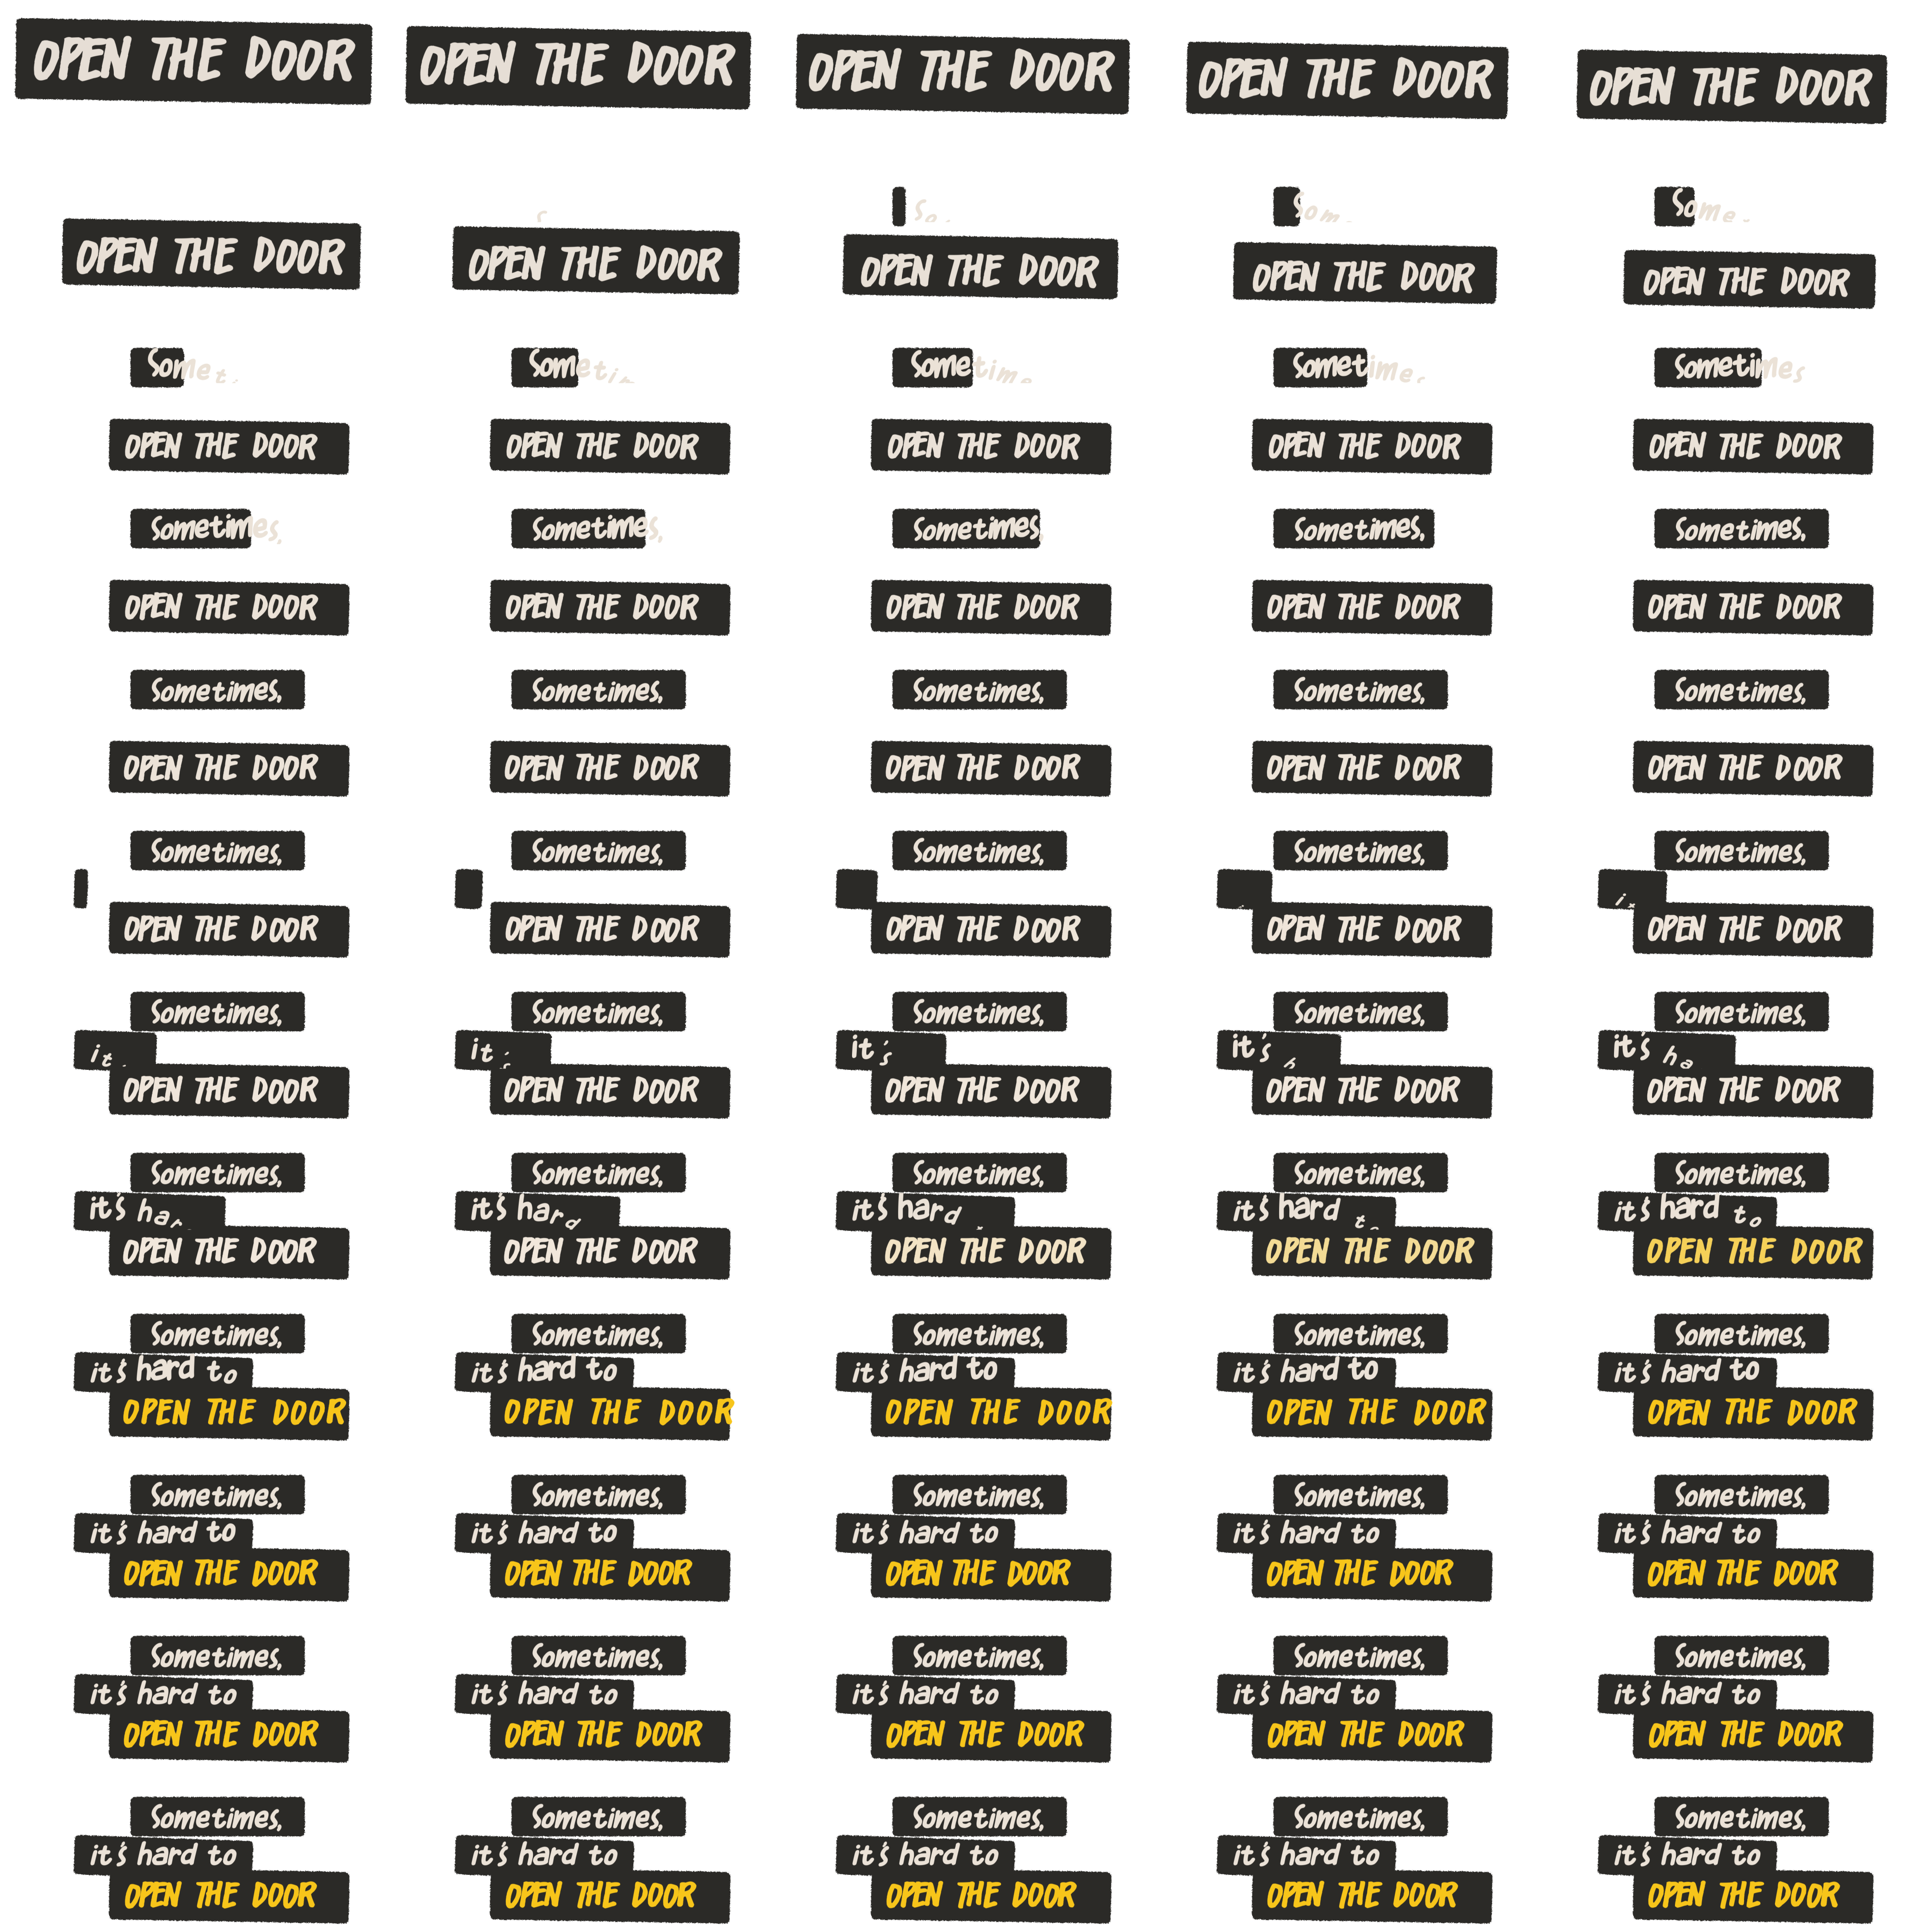 OPEN THE DOOR OPEN THE DOOR OPEN THE DOOR OPEN THE DOOR OPEN THE DOOR
So Som Some
OPEN THE DOOR OPEN THE DOOR OPEN THE DOOR OPEN THE DOOR OPEN THE DOOR
Somet Sometim Sometime Sometimes Sometimes
OPEN THE DOOR OPEN THE DOOR OPEN THE DOOR OPEN THE DOOR OPEN THE DOOR
Sometimes, Sometimes, Sometimes, Sometimes, Sometimes,
OPEN THE DOOR OPEN THE DOOR OPEN THE DOOR OPEN THE DOOR OPEN THE DOOR
Sometimes, Sometimes, Sometimes, Sometimes, Sometimes,
OPEN THE DOOR OPEN THE DOOR OPEN THE DOOR OPEN THE DOOR OPEN THE DOOR
Sometimes, Sometimes, Sometimes, Sometimes, Sometimes,
OPEN THE DOOR OPEN THE DOOR OPEN THE DOOR OPEN THE DOOR OPEN THE DOOR
Sometimes, Sometimes, Sometimes, Sometimes, Sometimes,
it it's it's it's h it's ha
OPEN THE DOOR OPEN THE DOOR OPEN THE DOOR OPEN THE DOOR OPEN THE DOOR
Sometimes, Sometimes, Sometimes, Sometimes, Sometimes,
it's har it's hard it's hard it's hard to it's hard to
OPEN THE DOOR OPEN THE DOOR OPEN THE DOOR OPEN THE DOOR OPEN THE DOOR
Sometimes, Sometimes, Sometimes, Sometimes, Sometimes,
it's hard to it's hard to it's hard to it's hard to it's hard to
OPEN THE DOOR OPEN THE DOOR OPEN THE DOOR OPEN THE DOOR OPEN THE DOOR
Sometimes, Sometimes, Sometimes, Sometimes, Sometimes,
it's hard to it's hard to it's hard to it's hard to it's hard to
OPEN THE DOOR OPEN THE DOOR OPEN THE DOOR OPEN THE DOOR OPEN THE DOOR
Sometimes, Sometimes, Sometimes, Sometimes, Sometimes,
it's hard to it's hard to it's hard to it's hard to it's hard to
OPEN THE DOOR OPEN THE DOOR OPEN THE DOOR OPEN THE DOOR OPEN THE DOOR
Sometimes, Sometimes, Sometimes, Sometimes, Sometimes,
it's hard to it's hard to it's hard to it's hard to it's hard to
OPEN THE DOOR OPEN THE DOOR OPEN THE DOOR OPEN THE DOOR OPEN THE DOOR